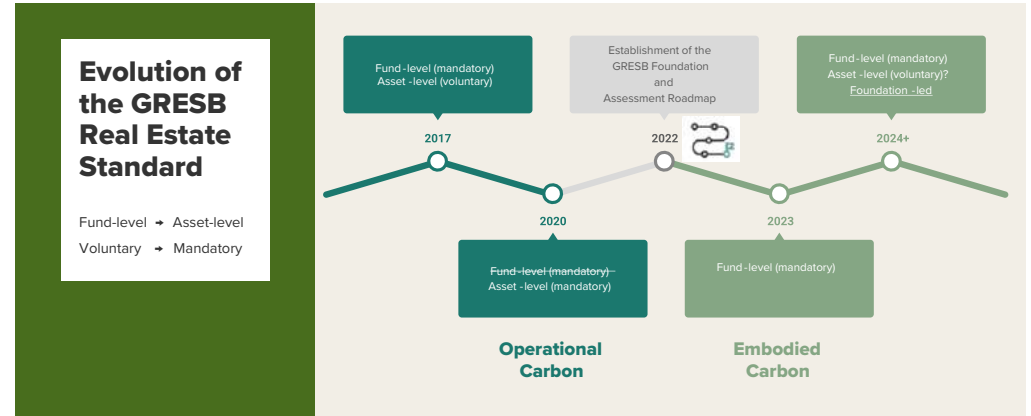 Evolution of
the GRESB
Real Estate
Standard
Fund-level → Asset-level
Voluntary → Mandatory
Fund-level (mandatory)
Asset-level (voluntary)
2017
Establishment of the
GRESB Foundation
and
Assessment Roadmap
2022
Fund-level (mandatory)
Asset-level (voluntary)?
Foundation-led
2024+
2020
Fund-level (mandatory)
Asset-level (mandatory)
2023
Fund-level (mandatory)
Operational
Carbon
Embodied
Carbon